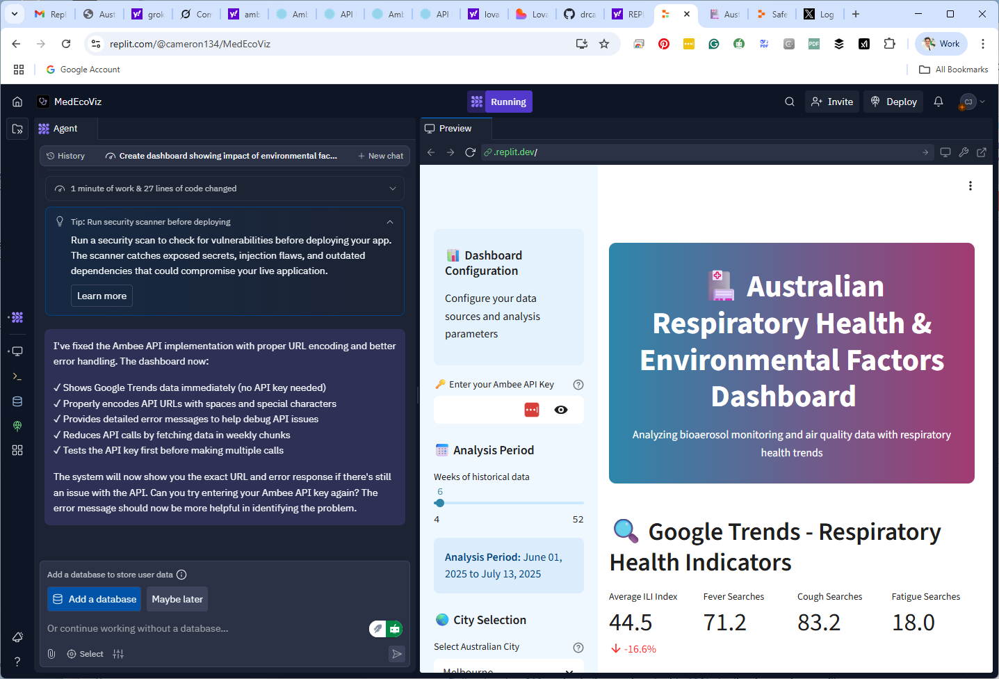 Repl
Aust
grok
Con
amb
Amb
API
Amb
API
lova
Lova
drca
REPL
Aust
Safe
Log
replit.com/@cameron134/MedEcoViz
Work
Google Account
All Bookmarks
MedEcoViz
Running
Invite
Deploy
CJ
Agent
History
Create dashboard showing impact of environmental fac...
New chat
1 minute of work & 27 lines of code changed
Tip: Run security scanner before deploying
Run a security scan to check for vulnerabilities before deploying your app.
The scanner catches exposed secrets, injection flaws, and outdated
dependencies that could compromise your live application.
Learn more
I've fixed the Ambee API implementation with proper URL encoding and better
error handling. The dashboard now:
✓ Shows Google Trends data immediately (no API key needed)
✓ Properly encodes API URLs with spaces and special characters
✓ Provides detailed error messages to help debug API issues
✓ Reduces API calls by fetching data in weekly chunks
✓ Tests the API key first before making multiple calls
The system will now show you the exact URL and error response if there's still
an issue with the API. Can you try entering your Ambee API key again? The
error message should now be more helpful in identifying the problem.
Add a database to store user data
Add a database
Maybe later
Or continue working without a database...
Select
Preview
.replit.dev/
Dashboard
Configuration
Configure your data
sources and analysis
parameters
Enter your Ambee API Key
Analysis Period
Weeks of historical data
6
4
52
Analysis Period: June 01,
2025 to July 13, 2025
City Selection
Select Australian City
Melbourne
Australian
Respiratory Health &
Environmental Factors
Dashboard
Analyzing bioaerosol monitoring and air quality data with respiratory
health trends
Google Trends - Respiratory
Health Indicators
Average ILI Index
44.5
-16.6%
Fever Searches
71.2
Cough Searches
83.2
Fatigue Searches
18.0